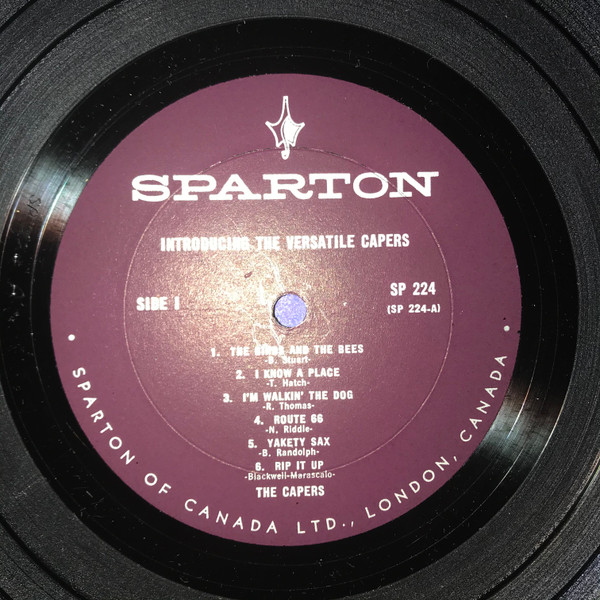 SPARTON
INTRODUCING THE VERSATILE CAPERS
SIDE 1
SP 224
(SP 224-A)
1. THE BIRDS AND THE BEES
-B. Stuart-
2. I KNOW A PLACE
-T. Hatch-
3. I'M WALKIN' THE DOG
-R. Thomas-
4. ROUTE 66
-N. Riddle-
5. YAKETY SAX
-B. Randolph-
6. RIP IT UP
-Blackwell-Marascalo-
THE CAPERS
• SPARTON OF CANADA LTD., LONDON, CANADA •